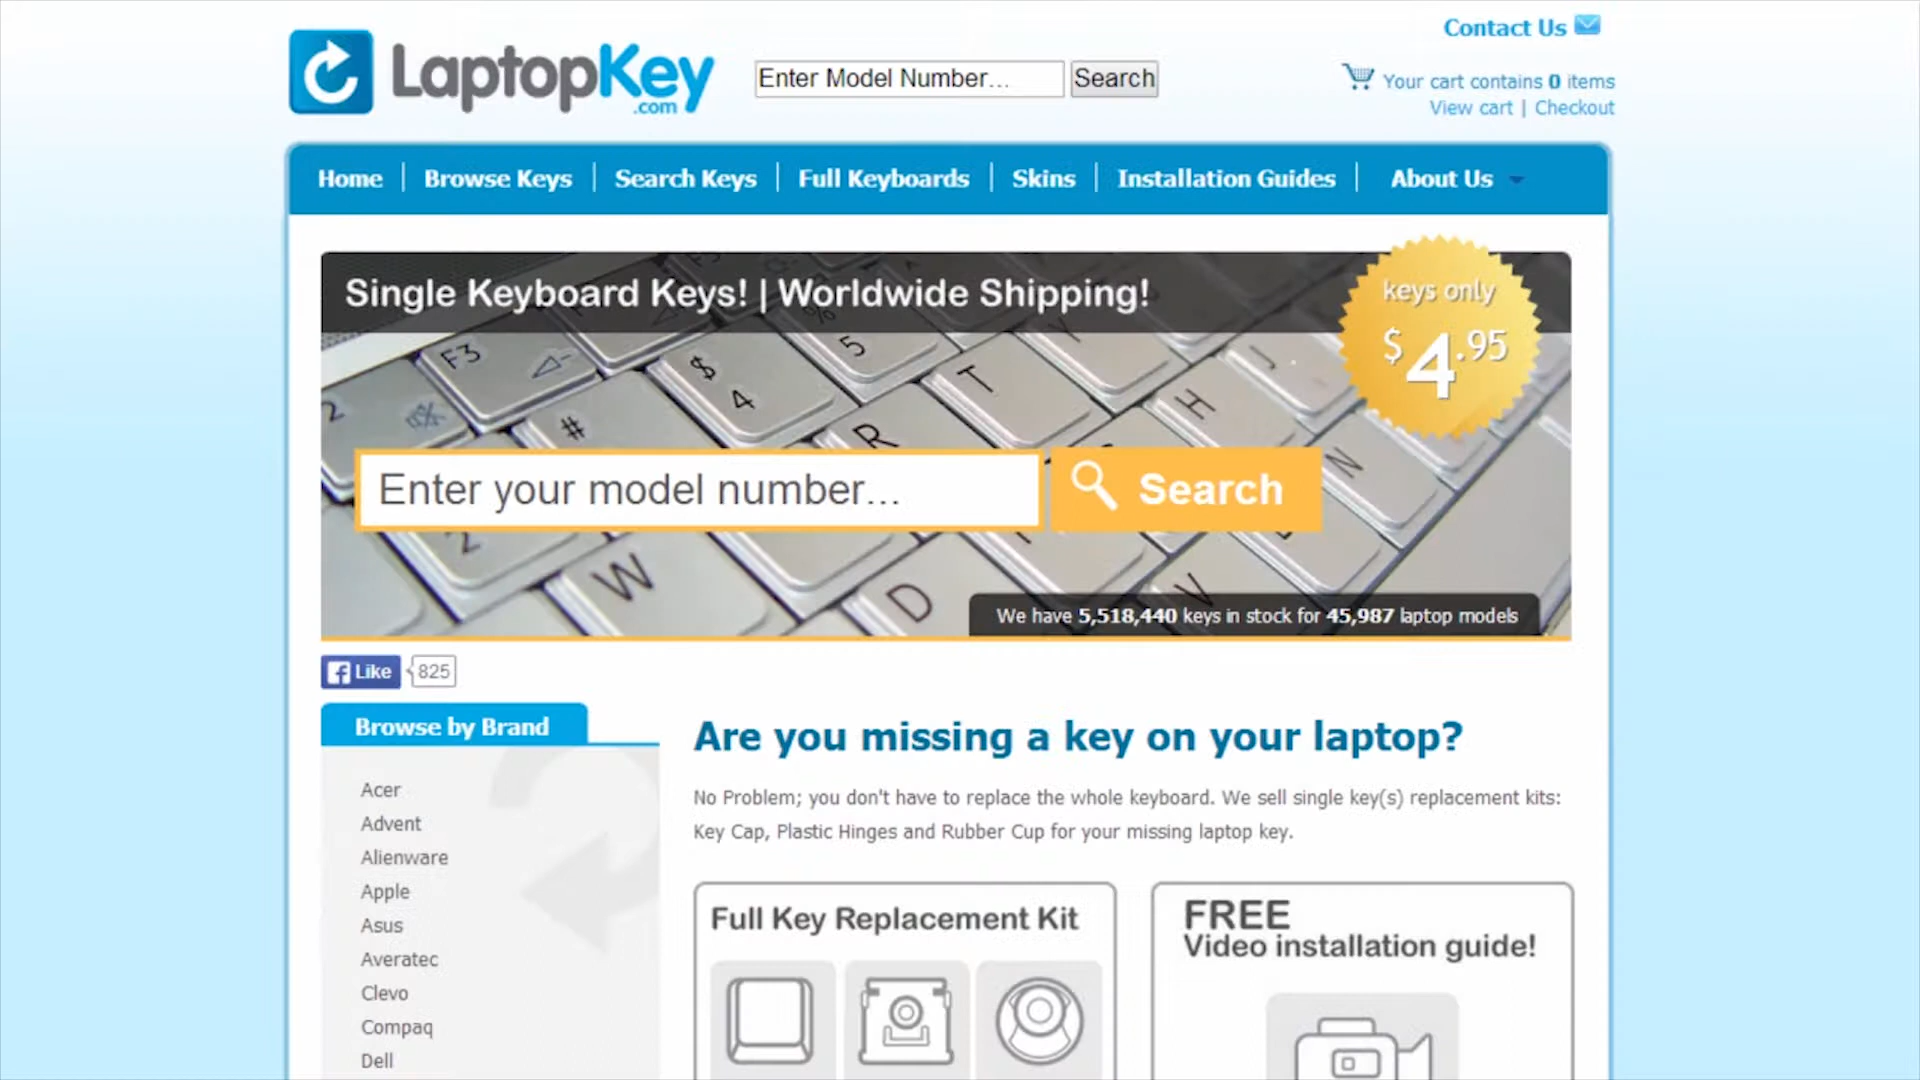 LaptopKey
.com
Enter Model Number...
Search
Contact Us
Your cart contains 0 items
View cart | Checkout
Home
Browse Keys
Search Keys
Full Keyboards
Skins
Installation Guides
About Us
Single Keyboard Keys! | Worldwide Shipping!
keys only
$4.95
F3
$
4
5
%
T
Y
J
2
#
R
H
N
Enter your model number...
Search
2
W
D
V
We have 5,518,440 keys in stock for 45,987 laptop models
Like
825
Browse by Brand
Acer
Advent
Alienware
Apple
Asus
Averatec
Clevo
Compaq
Dell
Are you missing a key on your laptop?
No Problem; you don't have to replace the whole keyboard. We sell single key(s) replacement kits:
Key Cap, Plastic Hinges and Rubber Cup for your missing laptop key.
Full Key Replacement Kit
FREE
Video installation guide!